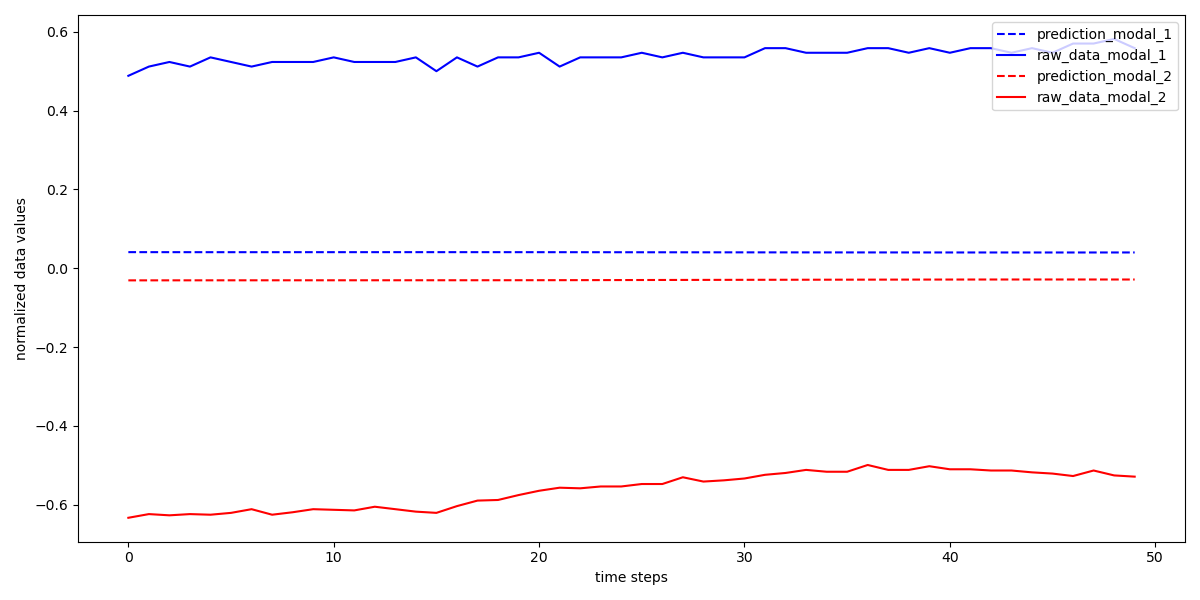 prediction_modal_1
raw_data_modal_1
prediction_modal_2
raw_data_modal_2
normalized data values
0.6
0.4
0.2
0.0
−0.2
−0.4
−0.6
0 10 20 30 40 50
time steps